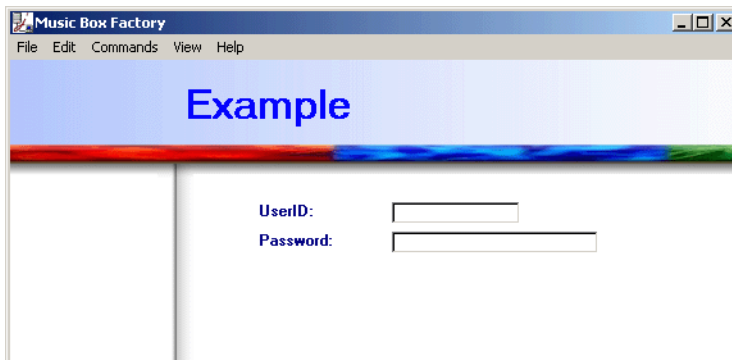 Music Box Factory
File Edit Commands View Help
Example
UserID:
Password: